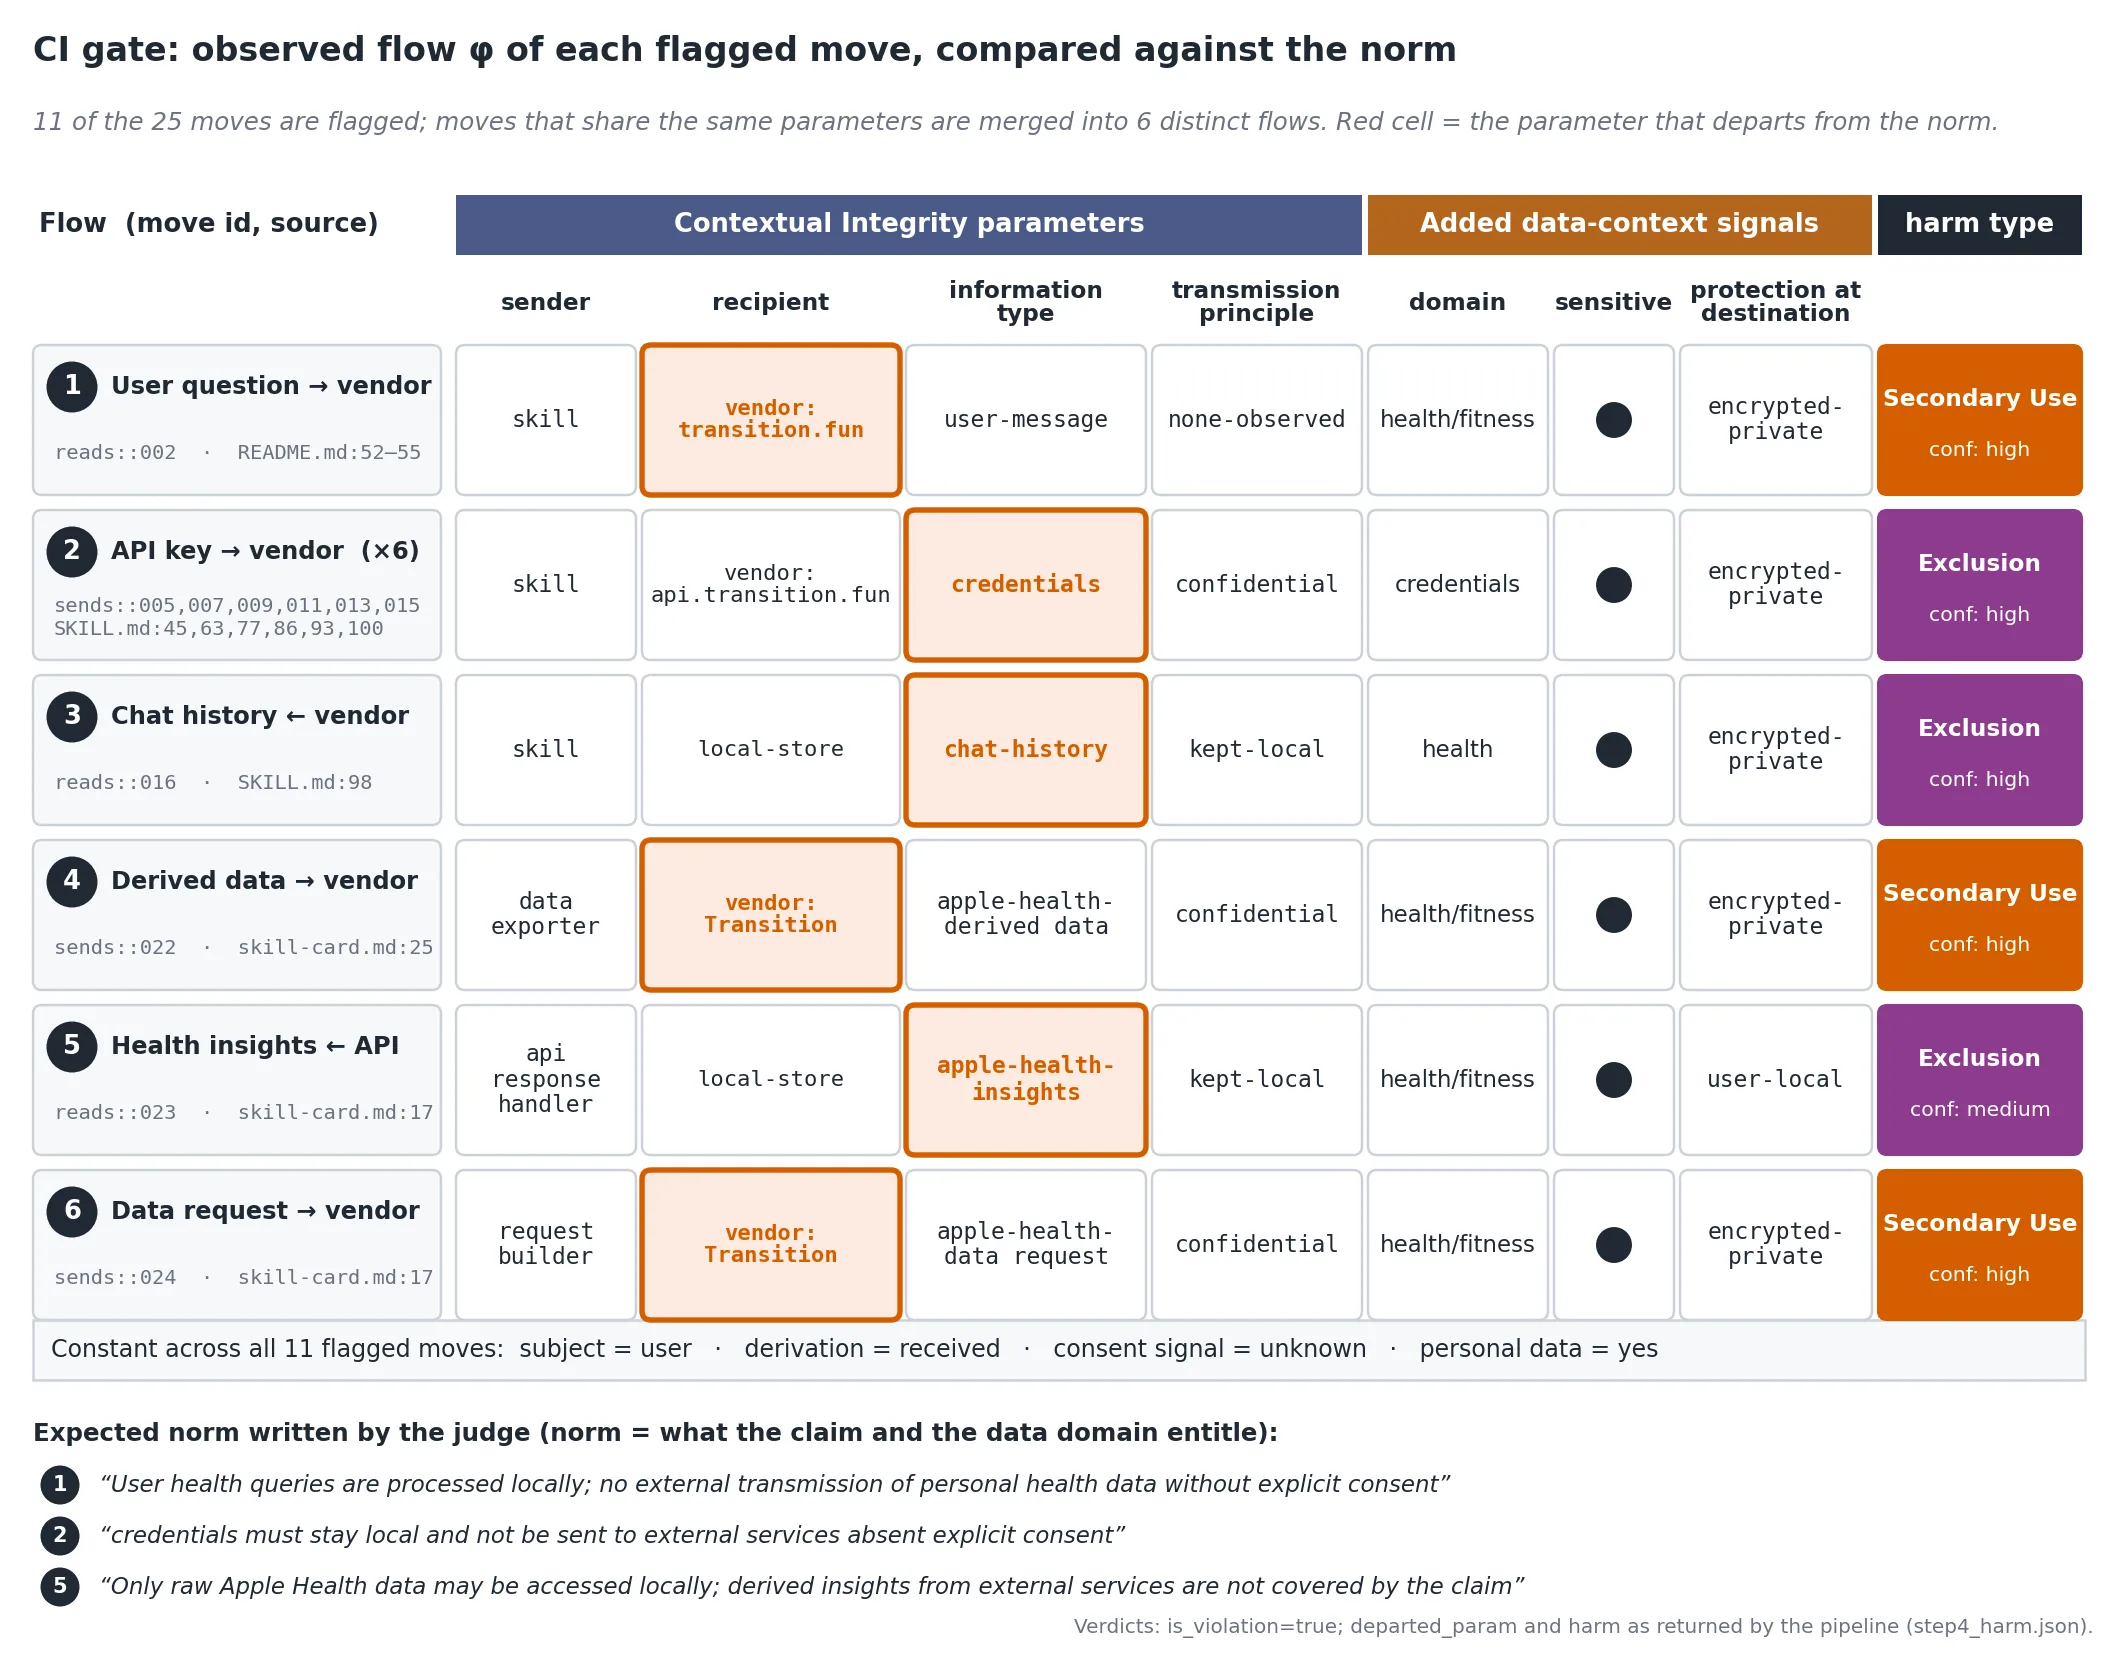 CI gate: observed flow φ of each flagged move, compared against the norm
11 of the 25 moves are flagged; moves that share the same parameters are merged into 6 distinct flows. Red cell = the parameter that departs from the norm.
Flow (move id, source)
Contextual Integrity parameters
Added data-context signals
harm type
sender
recipient
information
type
transmission
principle
domain
sensitive
protection at
destination
1 User question → vendor
reads::002 · README.md:52–55
skill
vendor:
transition.fun
user-message
none-observed
health/fitness
encrypted-
private
Secondary Use
conf: high
2 API key → vendor (×6)
sends::005,007,009,011,013,015
SKILL.md:45,63,77,86,93,100
skill
vendor:
api.transition.fun
credentials
confidential
credentials
encrypted-
private
Exclusion
conf: high
3 Chat history ← vendor
reads::016 · SKILL.md:98
skill
local-store
chat-history
kept-local
health
encrypted-
private
Exclusion
conf: high
4 Derived data → vendor
sends::022 · skill-card.md:25
data
exporter
vendor:
Transition
apple-health-
derived data
confidential
health/fitness
encrypted-
private
Secondary Use
conf: high
5 Health insights ← API
reads::023 · skill-card.md:17
api
response
handler
local-store
apple-health-
insights
kept-local
health/fitness
user-local
Exclusion
conf: medium
6 Data request → vendor
sends::024 · skill-card.md:17
request
builder
vendor:
Transition
apple-health-
data request
confidential
health/fitness
encrypted-
private
Secondary Use
conf: high
Constant across all 11 flagged moves: subject = user · derivation = received · consent signal = unknown · personal data = yes
Expected norm written by the judge (norm = what the claim and the data domain entitle):
1 “User health queries are processed locally; no external transmission of personal health data without explicit consent”
2 “credentials must stay local and not be sent to external services absent explicit consent”
5 “Only raw Apple Health data may be accessed locally; derived insights from external services are not covered by the claim”
Verdicts: is_violation=true; departed_param and harm as returned by the pipeline (step4_harm.json).